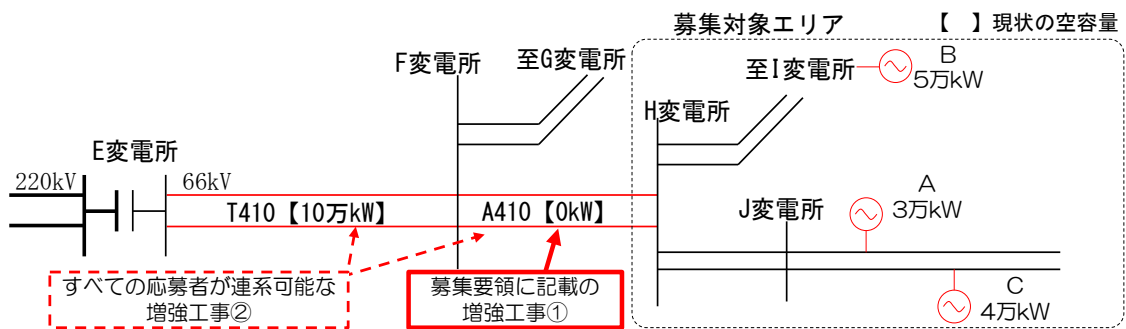 募集対象エリア
【 】現状の空容量
F変電所
至G変電所
至I変電所
B
5万kW
H変電所
E変電所
220kV
66kV
T410【10万kW】
A410【0kW】
J変電所
A
3万kW
すべての応募者が連系可能な
増強工事②
募集要領に記載の
増強工事①
C
4万kW